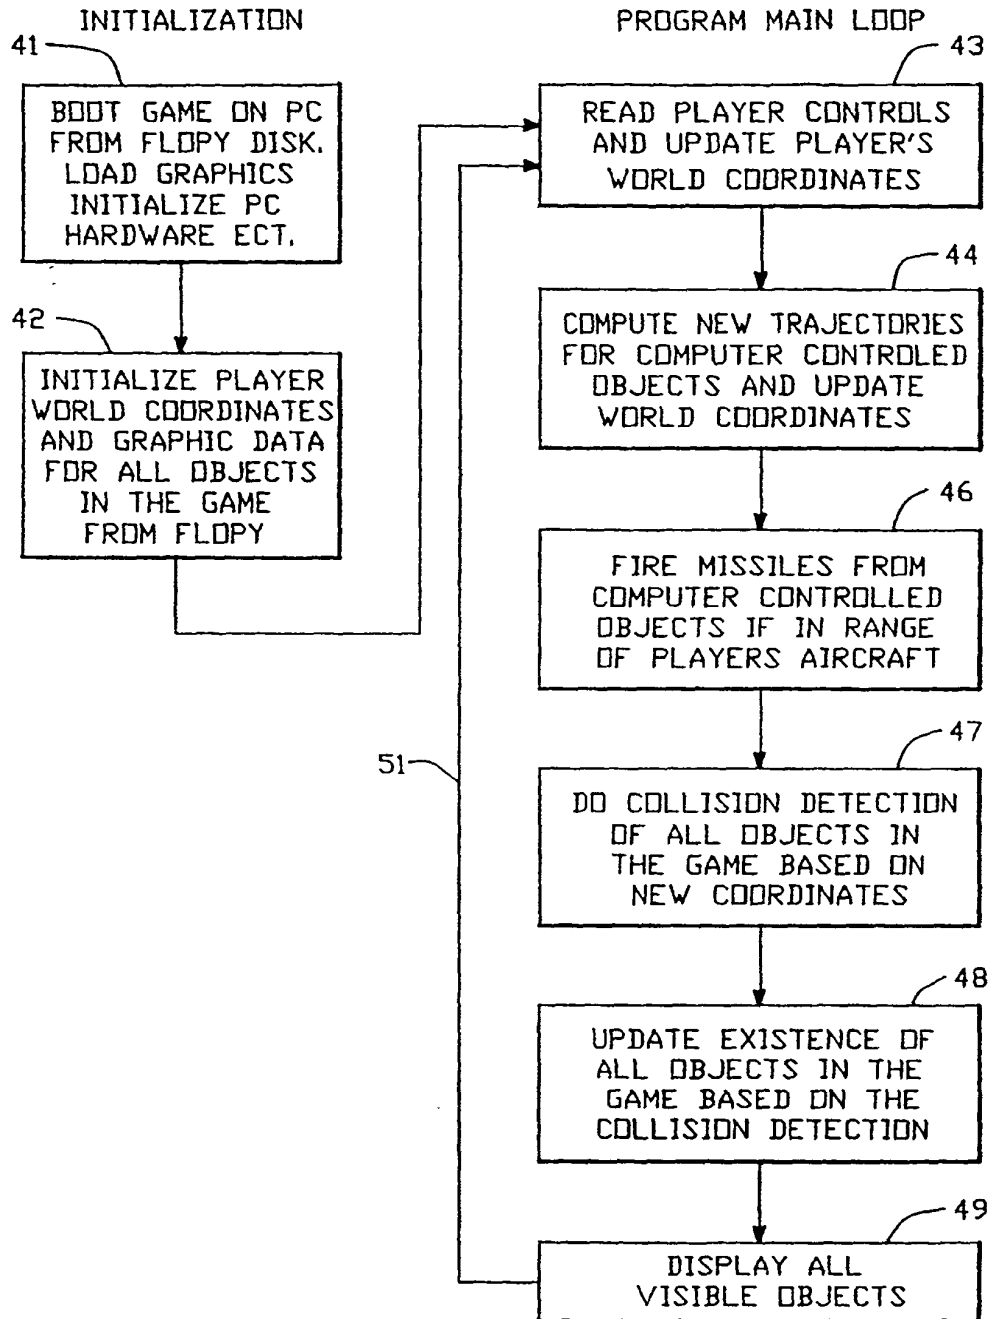 INITIALIZATION
41
BOOT GAME ON PC
FROM FLOPY DISK.
LOAD GRAPHICS
INITIALIZE PC
HARDWARE ECT.
42
INITIALIZE PLAYER
WORLD COORDINATES
AND GRAPHIC DATA
FOR ALL OBJECTS
IN THE GAME
FROM FLOPY
PROGRAM MAIN LOOP
43
READ PLAYER CONTROLS
AND UPDATE PLAYER'S
WORLD COORDINATES
44
COMPUTE NEW TRAJECTORIES
FOR COMPUTER CONTROLED
OBJECTS AND UPDATE
WORLD COORDINATES
46
FIRE MISSILES FROM
COMPUTER CONTROLLED
OBJECTS IF IN RANGE
OF PLAYERS AIRCRAFT
47
DO COLLISION DETECTION
OF ALL OBJECTS IN
THE GAME BASED ON
NEW COORDINATES
48
UPDATE EXISTENCE OF
ALL OBJECTS IN THE
GAME BASED ON THE
COLLISION DETECTION
49
DISPLAY ALL
VISIBLE OBJECTS
51